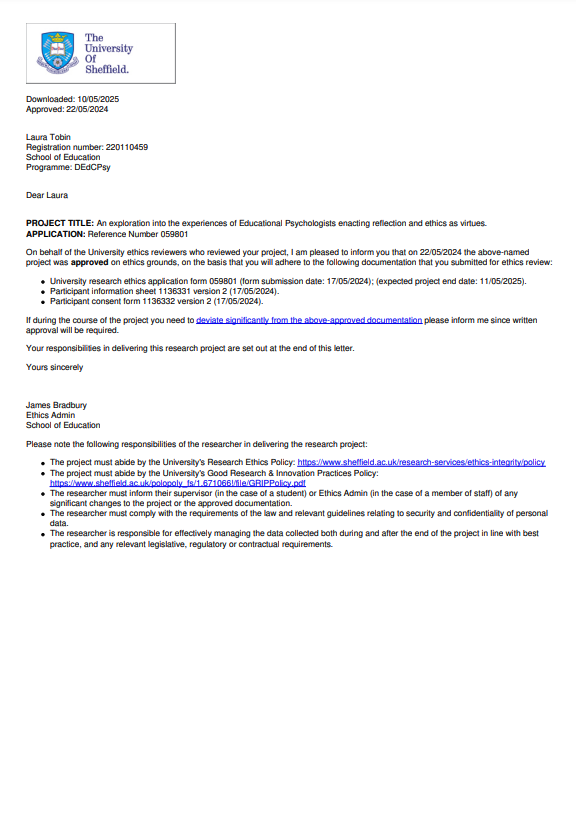 The
University
Of
Sheffield.
Downloaded: 10/05/2025
Approved: 22/05/2024
Laura Tobin
Registration number: 220110459
School of Education
Programme: DEdCPsy
Dear Laura
PROJECT TITLE: An exploration into the experiences of Educational Psychologists enacting reflection and ethics as virtues.
APPLICATION: Reference Number 059801
On behalf of the University ethics reviewers who reviewed your project, I am pleased to inform you that on 22/05/2024 the above-named
project was approved on ethics grounds, on the basis that you will adhere to the following documentation that you submitted for ethics review:
• University research ethics application form 059801 (form submission date: 17/05/2024); (expected project end date: 11/05/2025).
• Participant information sheet 1136331 version 2 (17/05/2024).
• Participant consent form 1136332 version 2 (17/05/2024).
If during the course of the project you need to deviate significantly from the above-approved documentation please inform me since written
approval will be required.
Your responsibilities in delivering this research project are set out at the end of this letter.
Yours sincerely
James Bradbury
Ethics Admin
School of Education
Please note the following responsibilities of the researcher in delivering the research project:
• The project must abide by the University's Research Ethics Policy: https://www.sheffield.ac.uk/research-services/ethics-integrity/policy
• The project must abide by the University's Good Research & Innovation Practices Policy:
https://www.sheffield.ac.uk/polopoly_fs/1.671066!/file/GRIPPolicy.pdf
• The researcher must inform their supervisor (in the case of a student) or Ethics Admin (in the case of a member of staff) of any
significant changes to the project or the approved documentation.
• The researcher must comply with the requirements of the law and relevant guidelines relating to security and confidentiality of personal
data.
• The researcher is responsible for effectively managing the data collected both during and after the end of the project in line with best
practice, and any relevant legislative, regulatory or contractual requirements.